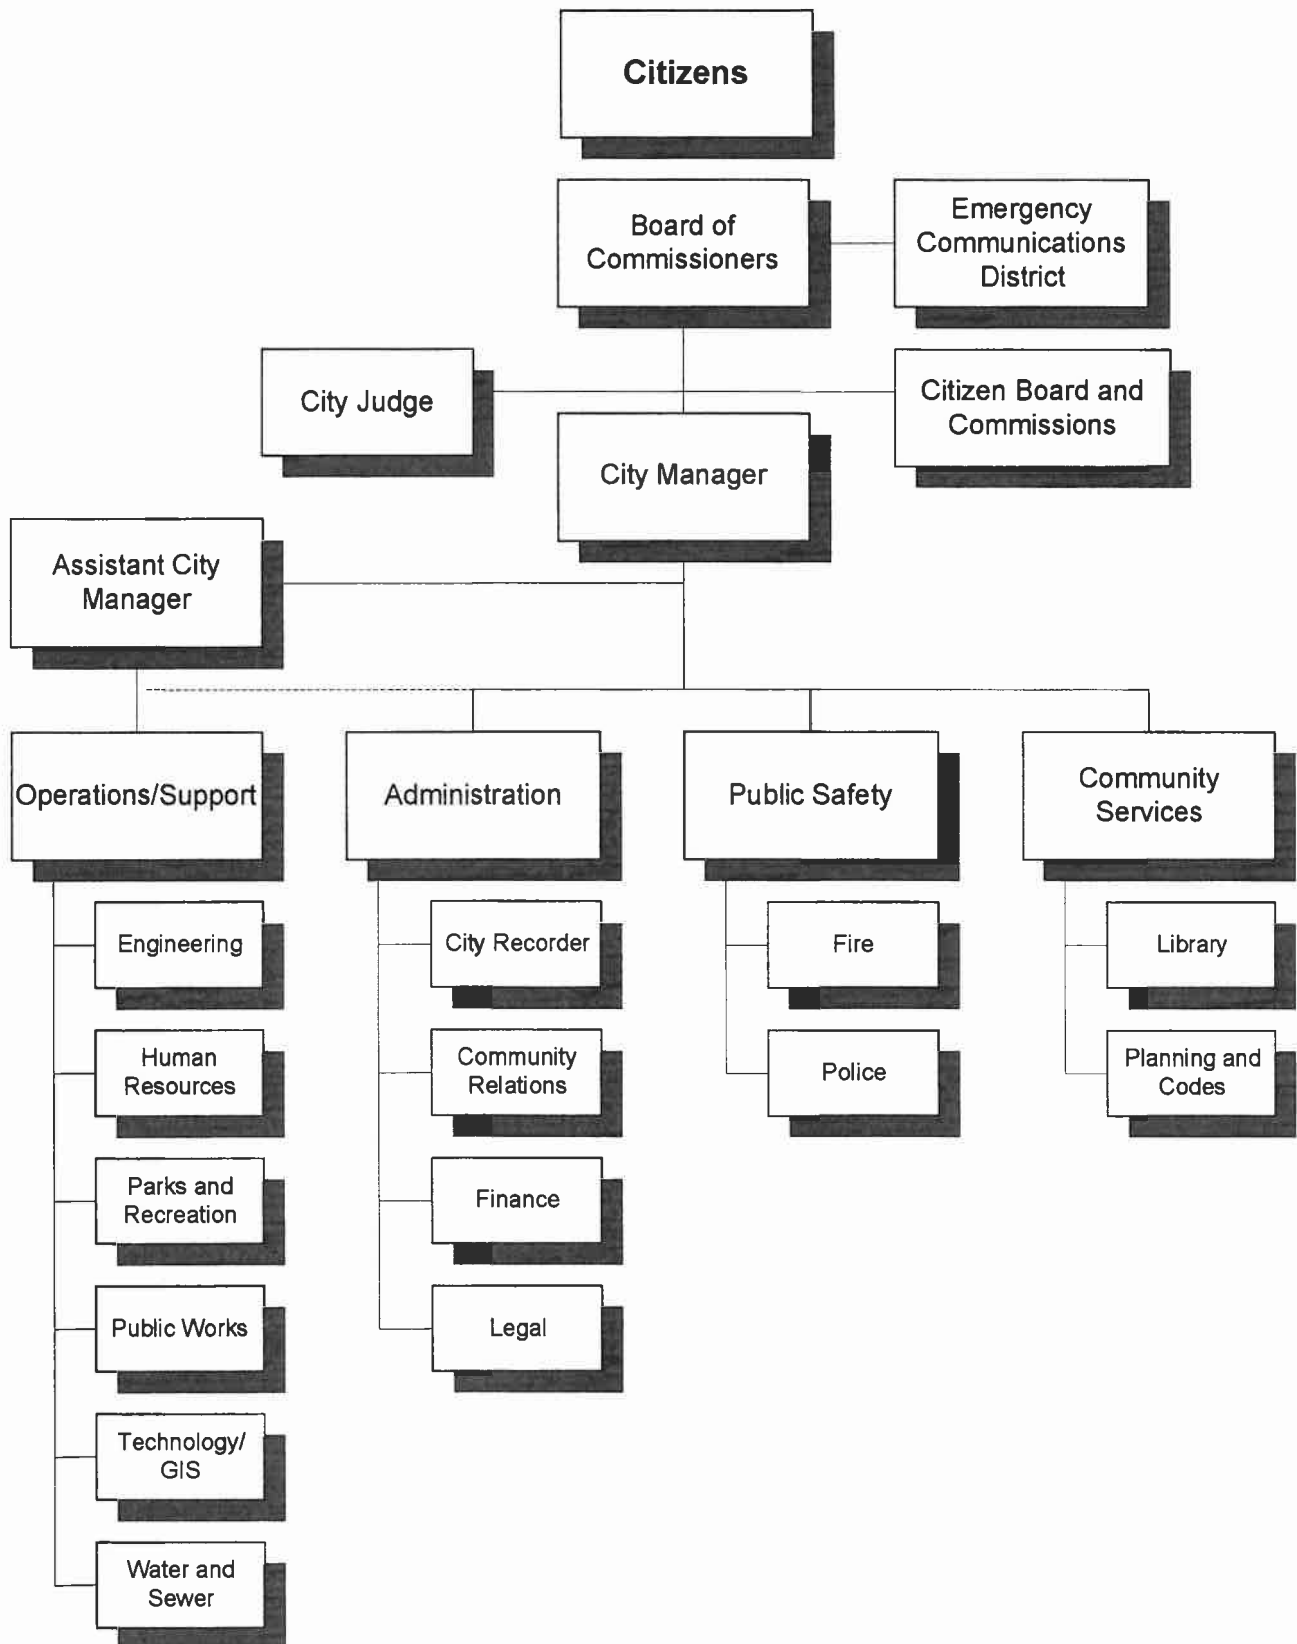 Citizens
Board of
Commissioners
Emergency
Communications
District
City Judge
Citizen Board and
Commissions
City Manager
Assistant City
Manager
Operations/Support
Administration
Public Safety
Community
Services
Engineering
Human
Resources
Parks and
Recreation
Public Works
Technology/
GIS
Water and
Sewer
City Recorder
Community
Relations
Finance
Legal
Fire
Police
Library
Planning and
Codes